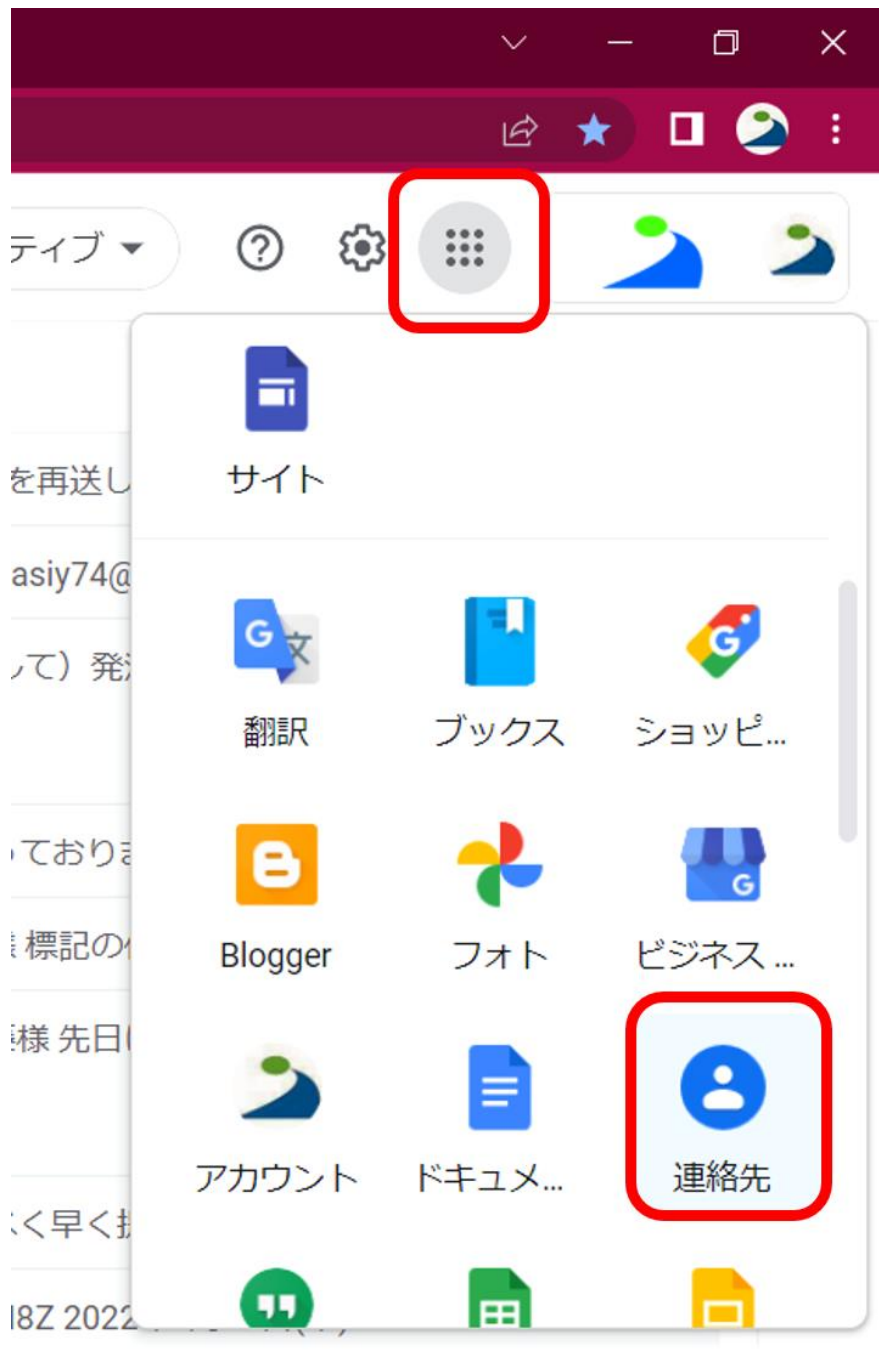 ティブ
サイト
を再送し
asiy74@
して）発
翻訳
ブックス
ショッピ...
っており
標記の
Blogger
フォト
ビジネス ...
様 先日
アカウント
ドキュメ...
連絡先
く早く
8Z 2022